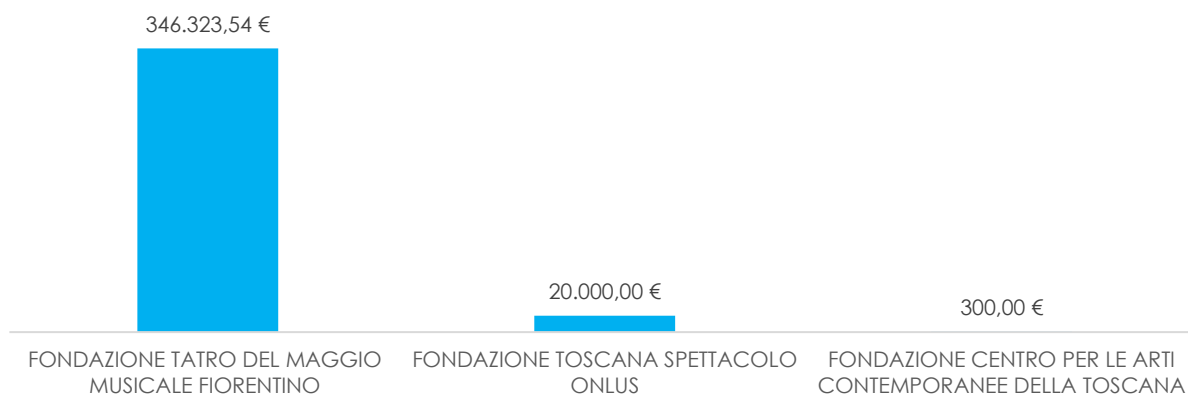 346.323,54 €
20.000,00 €
300,00 €
FONDAZIONE TATRO DEL MAGGIO
MUSICALE FIORENTINO
FONDAZIONE TOSCANA SPETTACOLO
ONLUS
FONDAZIONE CENTRO PER LE ARTI
CONTEMPORANEE DELLA TOSCANA